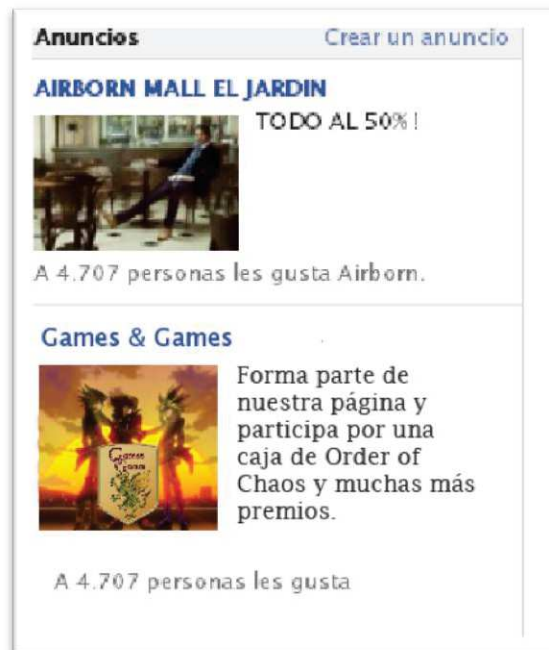 Anuncios Crear un anuncio
AIRBORN MALL EL JARDIN
TODO AL 50%!
A 4.707 personas les gusta Airborn.
Games & Games
Forma parte de
nuestra página y
participa por una
caja de Order of
Chaos y muchas más
premios.
A 4.707 personas les gusta